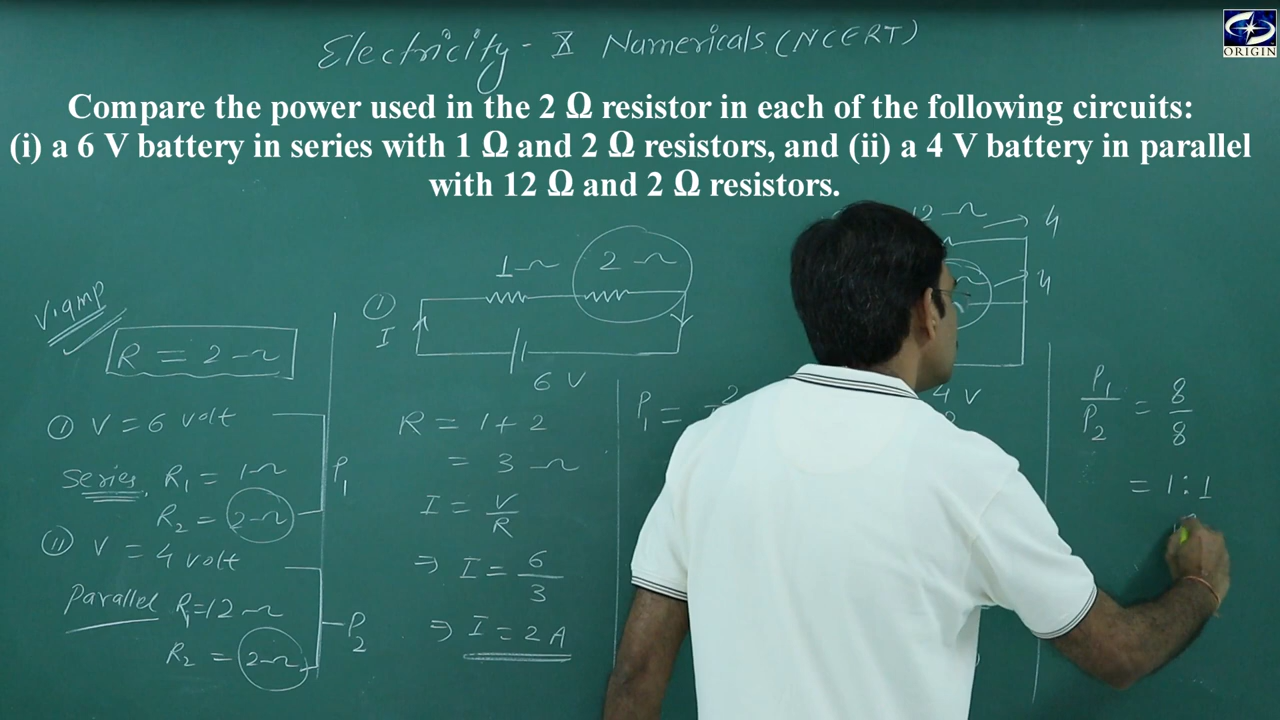 Electricity - X Numericals (NCERT)
ORIGIN
Compare the power used in the 2 Ω resistor in each of the following circuits:
(i) a 6 V battery in series with 1 Ω and 2 Ω resistors, and (ii) a 4 V battery in parallel
with 12 Ω and 2 Ω resistors.
V.amp
R = 2 Ω
(i) V = 6 volt
Series, R₁ = 1 Ω
R₂ = 2 Ω
P₁
(ii) V = 4 volt
Parallel R₁ = 12 Ω
R₂ = 2 Ω
P₂
(i)
1 Ω 2 Ω
I
6 V
R = 1 + 2
= 3 Ω
I = V/R
⇒ I = 6/3
⇒ I = 2 A
P₁ = 2
12 Ω
4
4
4 V
P₁/P₂ = 8/8
= 1 : 1